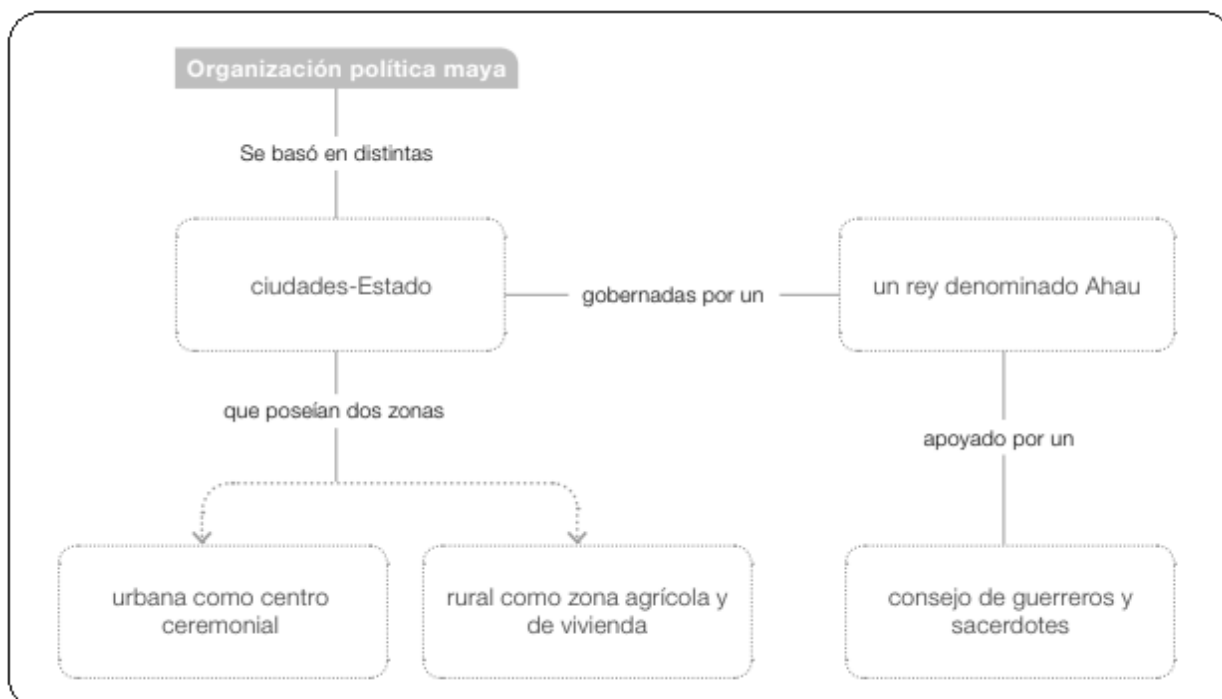 Organización política maya
Se basó en distintas
ciudades-Estado
gobernadas por un
un rey denominado Ahau
que poseían dos zonas
apoyado por un
urbana como centro
ceremonial
rural como zona agrícola y
de vivienda
consejo de guerreros y
sacerdotes